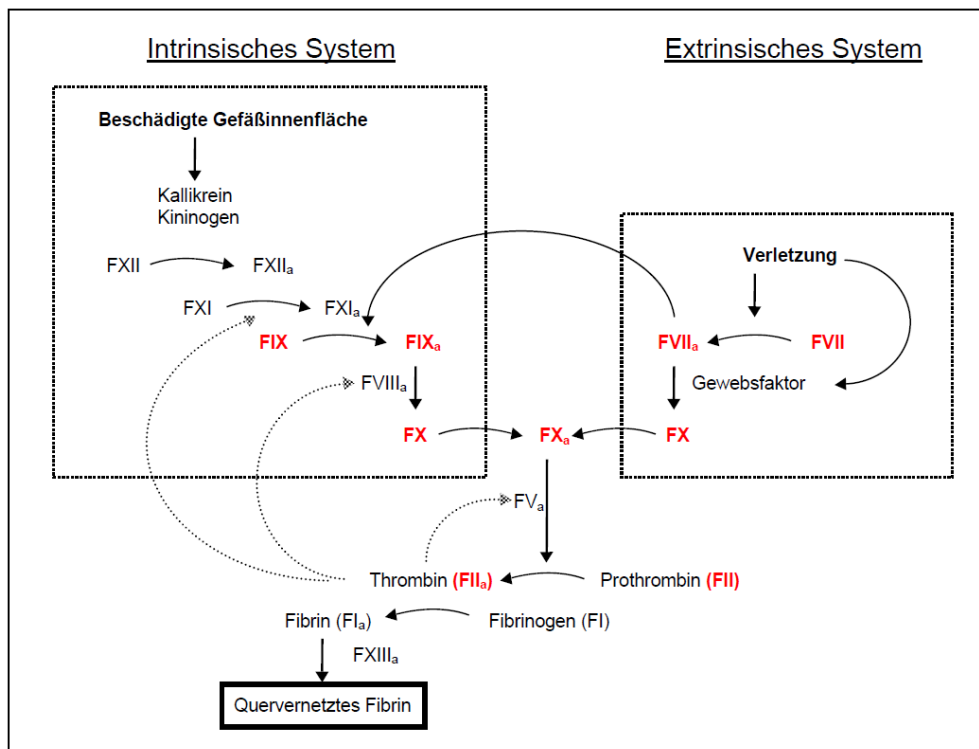 Intrinsisches System
Extrinsisches System
Beschädigte Gefäßinnenfläche
Kallikrein
Kininogen
FXII FXIIₐ
FXI FXIₐ
FIX FIXₐ
FVIIIₐ
FX FXₐ FX
Verletzung
FVIIₐ FVII
Gewebsfaktor
FVₐ
Thrombin (FIIₐ) Prothrombin (FII)
Fibrin (FIₐ) Fibrinogen (FI)
FXIIIₐ
Quervernetztes Fibrin